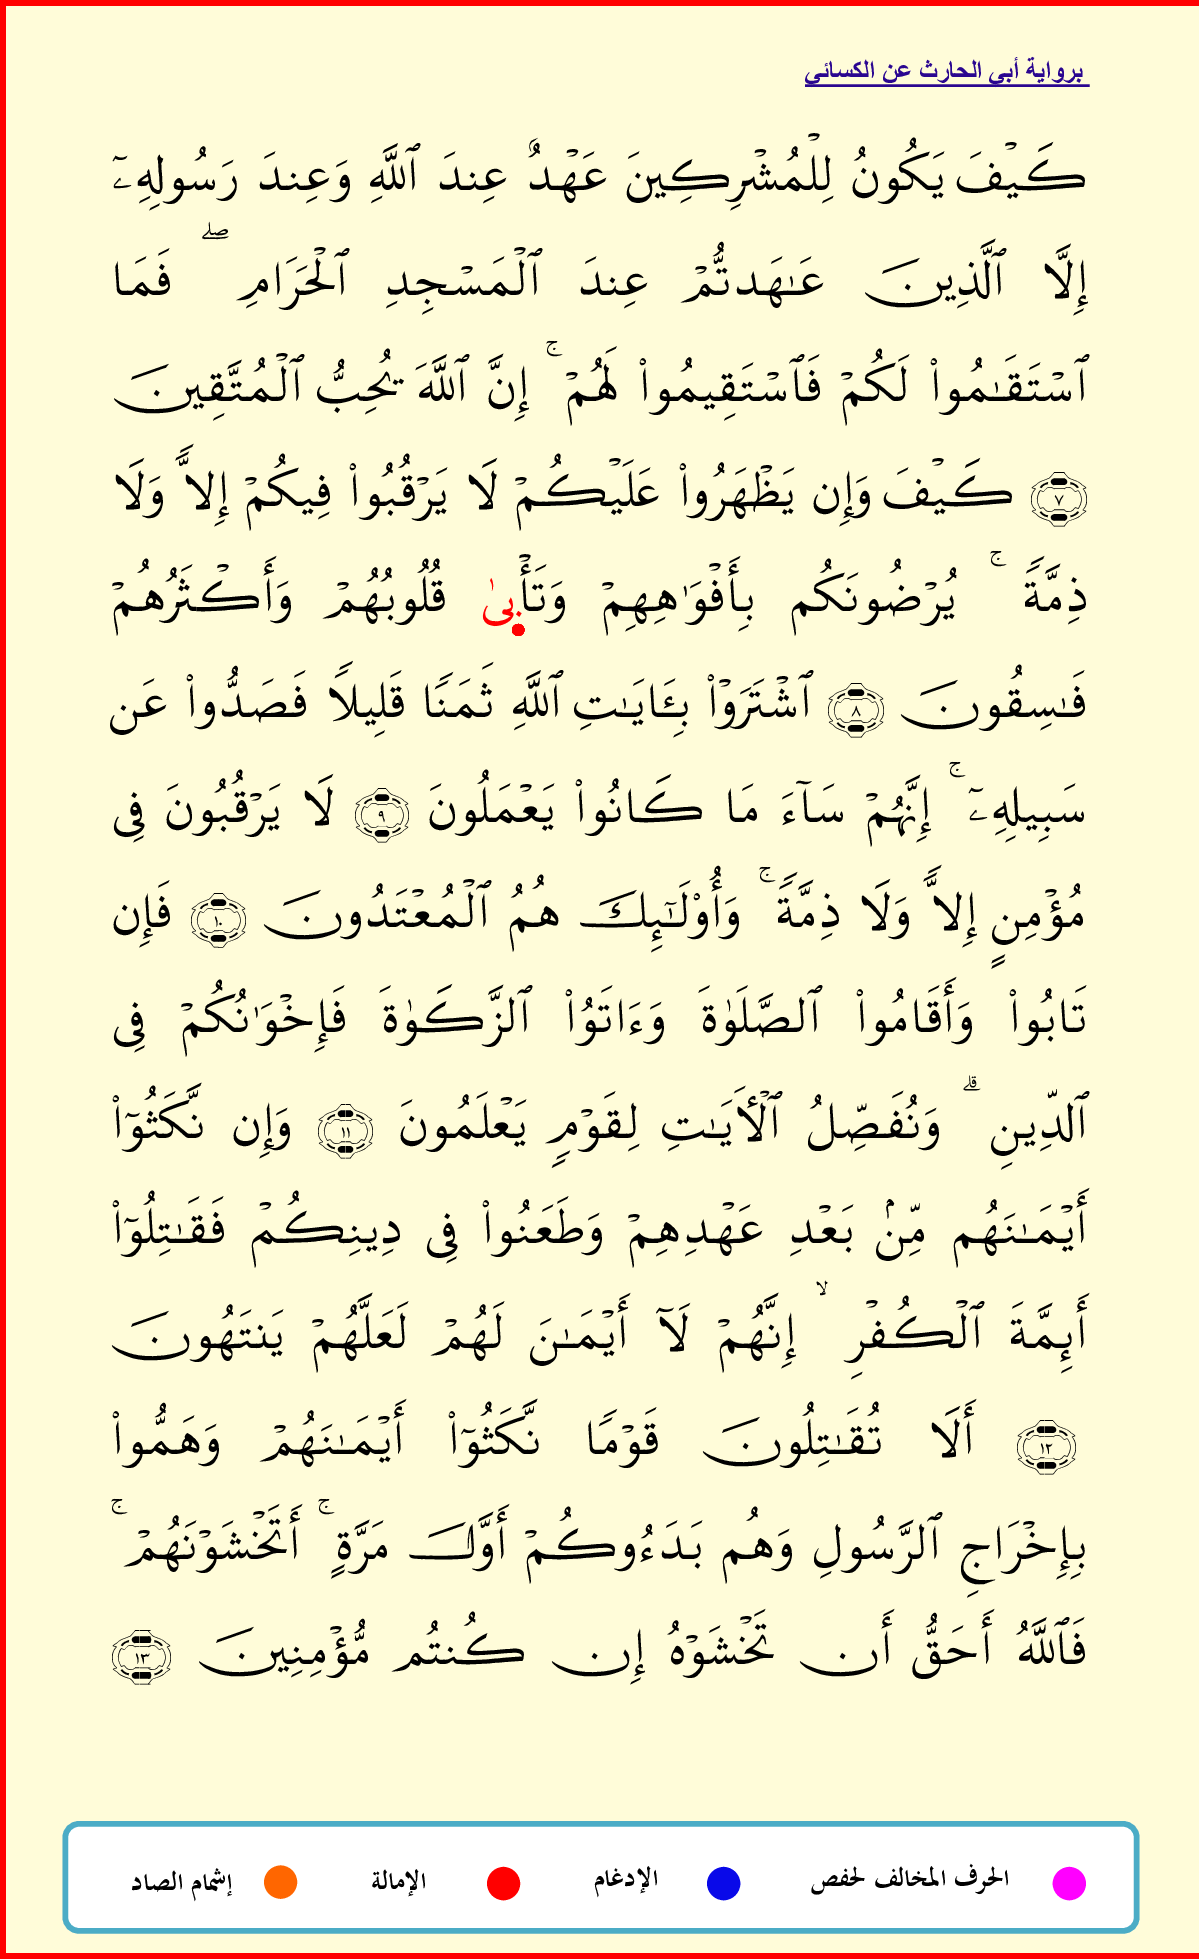 برواية أبي الحارث عن الكسائي
كَيْفَ يَكُونُ لِلْمُشْرِكِينَ عَهْدٌ عِندَ ٱللَّهِ وَعِندَ رَسُولِهِۦٓ
إِلَّا ٱلَّذِينَ عَٰهَدتُّمْ عِندَ ٱلْمَسْجِدِ ٱلْحَرَامِ ۖ فَمَا
ٱسْتَقَٰمُوا۟ لَكُمْ فَٱسْتَقِيمُوا۟ لَهُمْ ۚ إِنَّ ٱللَّهَ يُحِبُّ ٱلْمُتَّقِينَ
٧ كَيْفَ وَإِن يَظْهَرُوا۟ عَلَيْكُمْ لَا يَرْقُبُوا۟ فِيكُمْ إِلًّا وَلَا
ذِمَّةً ۚ يُرْضُونَكُم بِأَفْوَٰهِهِمْ وَتَأْبَىٰ قُلُوبُهُمْ وَأَكْثَرُهُمْ
فَٰسِقُونَ ٨ ٱشْتَرَوْا۟ بِـَٔايَٰتِ ٱللَّهِ ثَمَنًا قَلِيلًا فَصَدُّوا۟ عَن
سَبِيلِهِۦٓ ۚ إِنَّهُمْ سَآءَ مَا كَانُوا۟ يَعْمَلُونَ ٩ لَا يَرْقُبُونَ فِى
مُؤْمِنٍ إِلًّا وَلَا ذِمَّةً ۚ وَأُو۟لَٰٓئِكَ هُمُ ٱلْمُعْتَدُونَ ١٠ فَإِن
تَابُوا۟ وَأَقَامُوا۟ ٱلصَّلَوٰةَ وَءَاتَوُا۟ ٱلزَّكَوٰةَ فَإِخْوَٰنُكُمْ فِى
ٱلدِّينِ ۗ وَنُفَصِّلُ ٱلْأَيَٰتِ لِقَوْمٍ يَعْلَمُونَ ١١ وَإِن نَّكَثُوٓا۟
أَيْمَٰنَهُم مِّنۢ بَعْدِ عَهْدِهِمْ وَطَعَنُوا۟ فِى دِينِكُمْ فَقَٰتِلُوٓا۟
أَئِمَّةَ ٱلْكُفْرِ ۙ إِنَّهُمْ لَآ أَيْمَٰنَ لَهُمْ لَعَلَّهُمْ يَنتَهُونَ
١٢ أَلَا تُقَٰتِلُونَ قَوْمًا نَّكَثُوٓا۟ أَيْمَٰنَهُمْ وَهَمُّوا۟
بِإِخْرَاجِ ٱلرَّسُولِ وَهُم بَدَءُوكُمْ أَوَّلَ مَرَّةٍ ۚ أَتَخْشَوْنَهُمْ ۚ
فَٱللَّهُ أَحَقُّ أَن تَخْشَوْهُ إِن كُنتُم مُّؤْمِنِينَ ١٣
الحرف المخالف لحفص الإدغام الإمالة إشمام الصاد